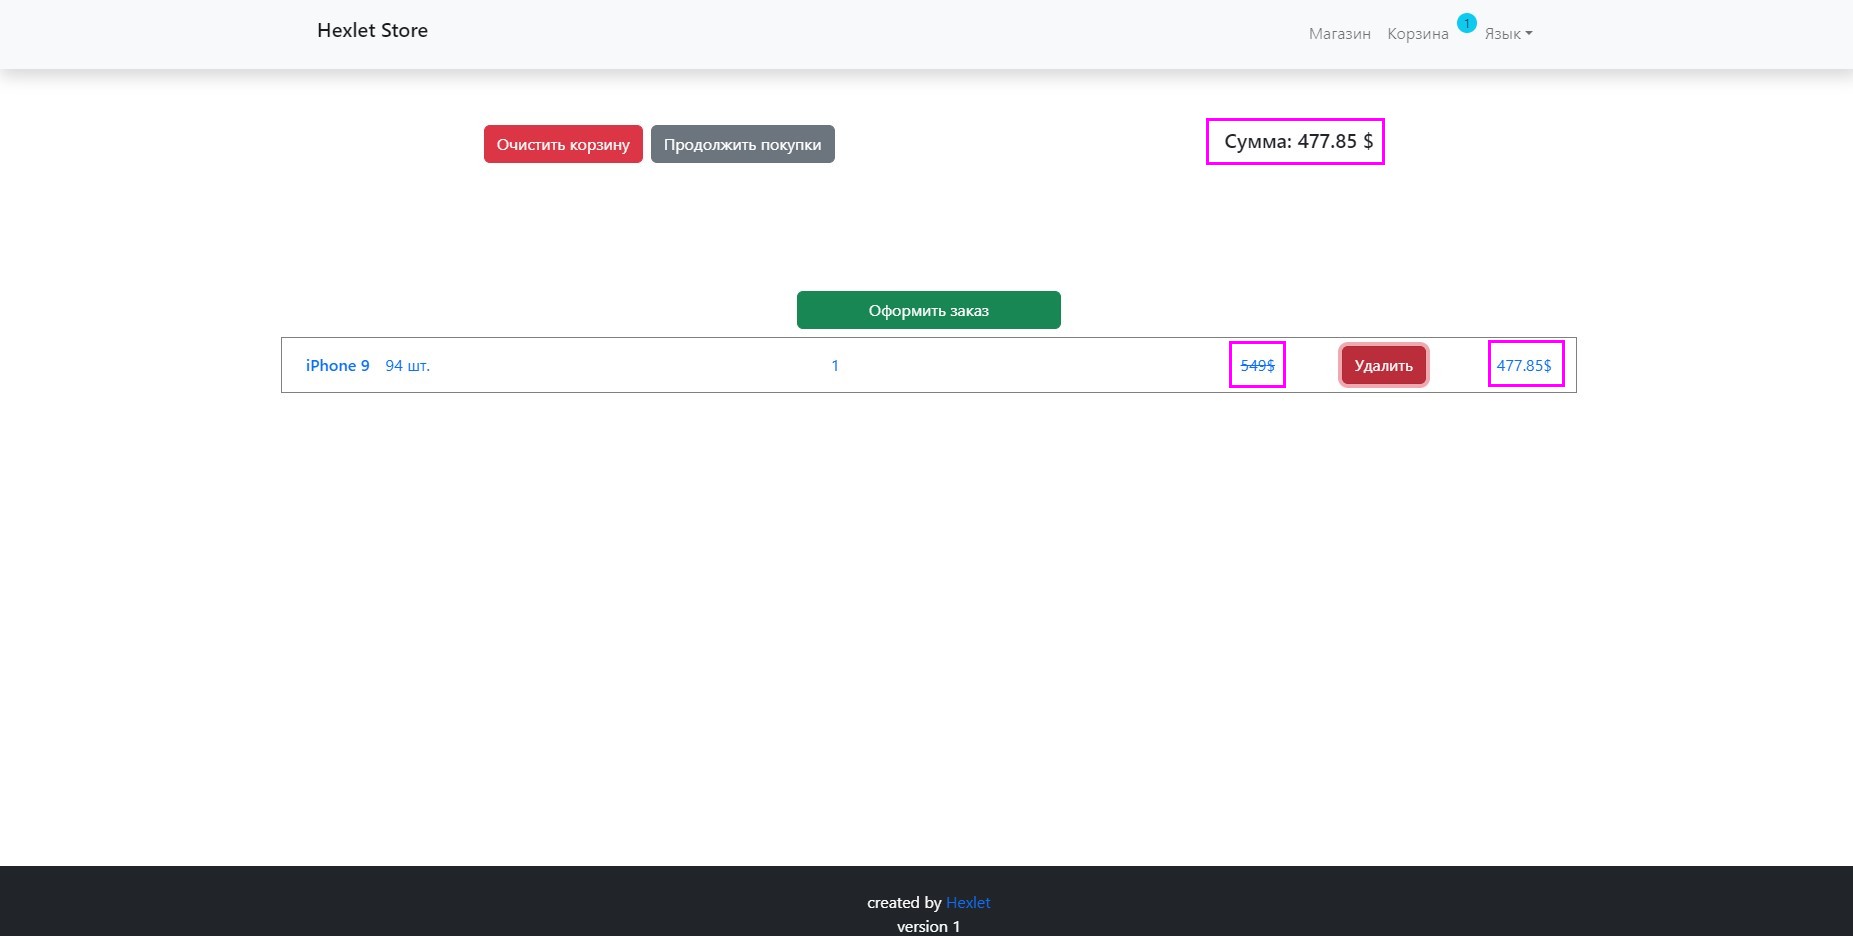 Hexlet Store
Магазин Корзина 1 Язык
Очистить корзину Продолжить покупки Сумма: 477.85 $
Оформить заказ
iPhone 9 94 шт. 1 549$ Удалить 477.85$
created by Hexlet
version 1